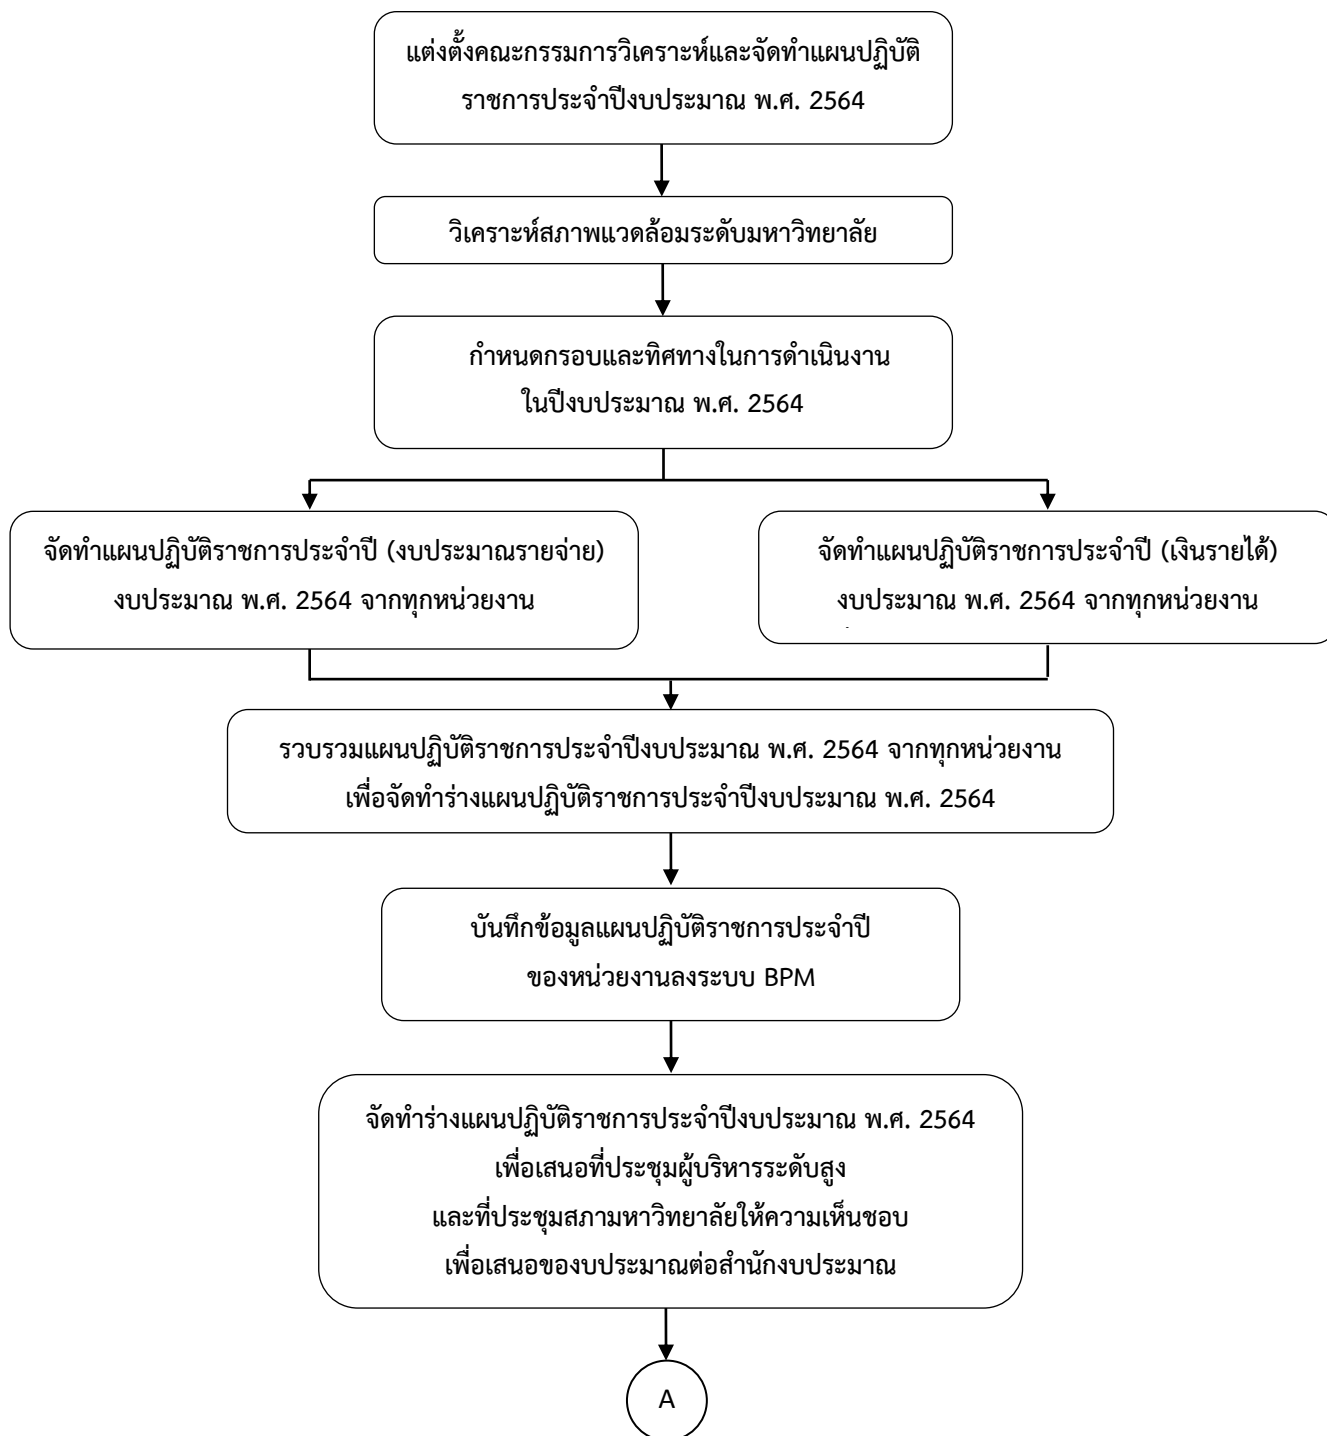 แต่งตั้งคณะกรรมการวิเคราะห์และจัดทำแผนปฏิบัติ
ราชการประจำปีงบประมาณ พ.ศ. 2564
วิเคราะห์สภาพแวดล้อมระดับมหาวิทยาลัย
กำหนดกรอบและทิศทางในการดำเนินงาน
ในปีงบประมาณ พ.ศ. 2564
จัดทำแผนปฏิบัติราชการประจำปี (งบประมาณรายจ่าย)
งบประมาณ พ.ศ. 2564 จากทุกหน่วยงาน
จัดทำแผนปฏิบัติราชการประจำปี (เงินรายได้)
งบประมาณ พ.ศ. 2564 จากทุกหน่วยงาน
รวบรวมแผนปฏิบัติราชการประจำปีงบประมาณ พ.ศ. 2564 จากทุกหน่วยงาน
เพื่อจัดทำร่างแผนปฏิบัติราชการประจำปีงบประมาณ พ.ศ. 2564
บันทึกข้อมูลแผนปฏิบัติราชการประจำปี
ของหน่วยงานลงระบบ BPM
จัดทำร่างแผนปฏิบัติราชการประจำปีงบประมาณ พ.ศ. 2564
เพื่อเสนอที่ประชุมผู้บริหารระดับสูง
และที่ประชุมสภามหาวิทยาลัยให้ความเห็นชอบ
เพื่อเสนอของบประมาณต่อสำนักงบประมาณ
A